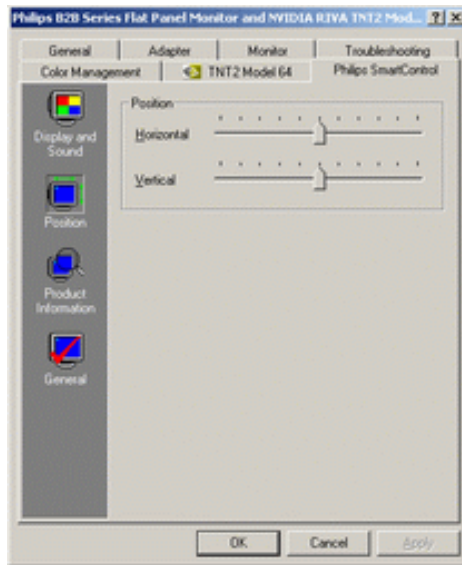 Philips B2B Series Flat Panel Monitor and NVIDIA RIVA TNT2 Mod...
General Adapter Monitor Troubleshooting
Color Management TNT2 Model 64 Philips SmartControl
Position
Horizontal
Display and
Sound
Vertical
Position
Product
Information
General
OK Cancel Apply